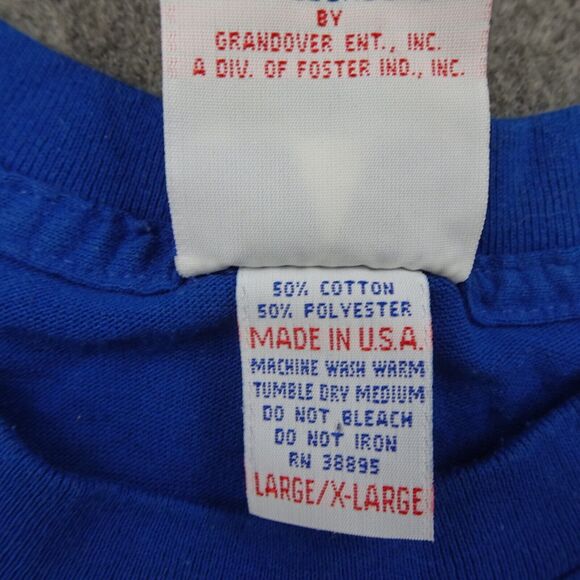 BY
GRANDOVER ENT., INC.
A DIV. OF FOSTER IND., INC.
50% COTTON
50% POLYESTER
MADE IN U.S.A.
MACHINE WASH WARM
TUMBLE DRY MEDIUM
DO NOT BLEACH
DO NOT IRON
RN 38895
LARGE/X-LARGE